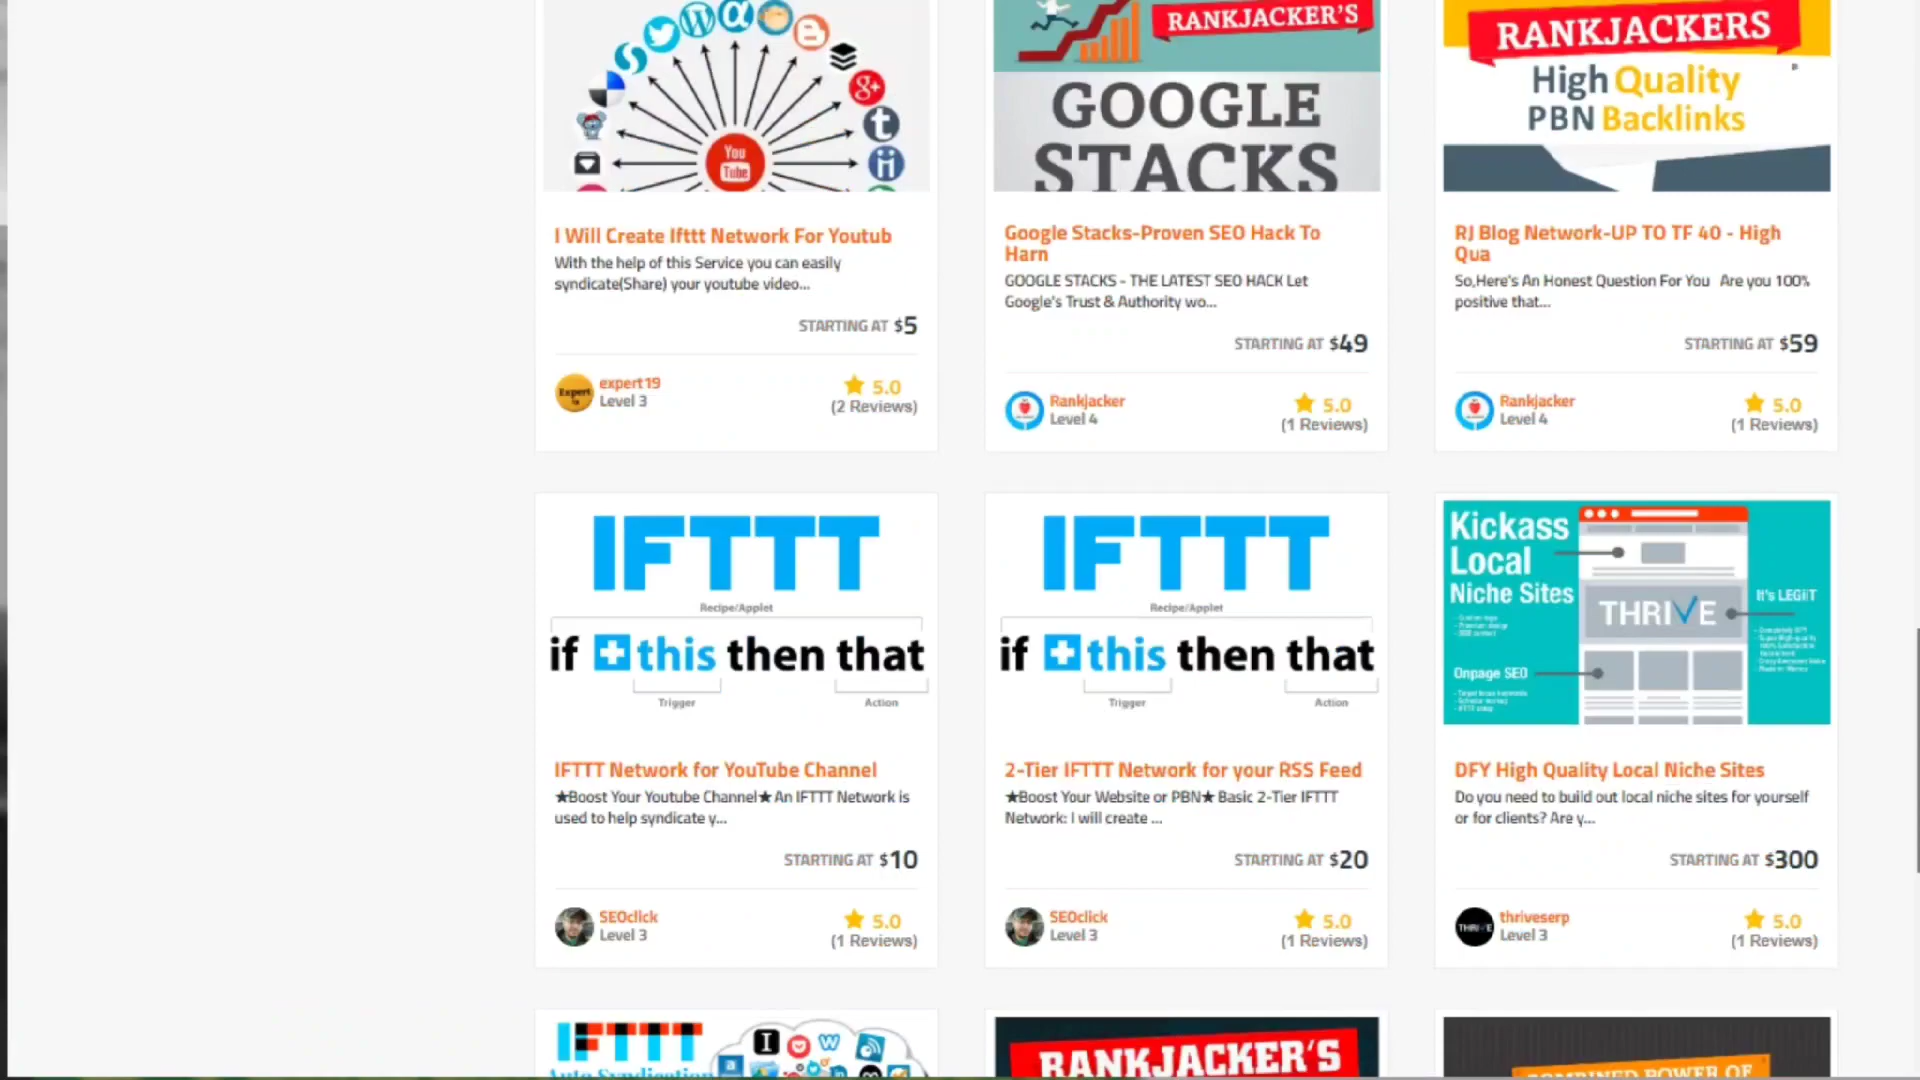 You
Tube
I Will Create Ifttt Network For Youtub
With the help of this Service you can easily
syndicate(Share) your youtube video...
STARTING AT $5
expert19
Level 3
5.0
(2 Reviews)
RANKJACKER'S
GOOGLE
STACKS
Google Stacks-Proven SEO Hack To
Harn
GOOGLE STACKS - THE LATEST SEO HACK Let
Google's Trust & Authority wo...
STARTING AT $49
Rankjacker
Level 4
5.0
(1 Reviews)
RANKJACKERS
High Quality
PBN Backlinks
RJ Blog Network-UP TO TF 40 - High
Qua
So,Here's An Honest Question For You Are you 100%
positive that...
STARTING AT $59
Rankjacker
Level 4
5.0
(1 Reviews)
IFTTT
Recipe/Applet
if this then that
Trigger
Action
IFTTT Network for YouTube Channel
★Boost Your Youtube Channel★ An IFTTT Network is
used to help syndicate y...
STARTING AT $10
SEOclick
Level 3
5.0
(1 Reviews)
IFTTT
Recipe/Applet
if this then that
Trigger
Action
2-Tier IFTTT Network for your RSS Feed
★Boost Your Website or PBN★ Basic 2-Tier IFTTT
Network: I will create ...
STARTING AT $20
SEOclick
Level 3
5.0
(1 Reviews)
Kickass
Local
Niche Sites
THRIVE
It's LEGIT
Onpage SEO
DFY High Quality Local Niche Sites
Do you need to build out local niche sites for yourself
or for clients? Are y...
STARTING AT $300
thriveserp
Level 3
5.0
(1 Reviews)
IFTTT
Auto Syndication
RANKJACKER'S
COMBINED POWER OF